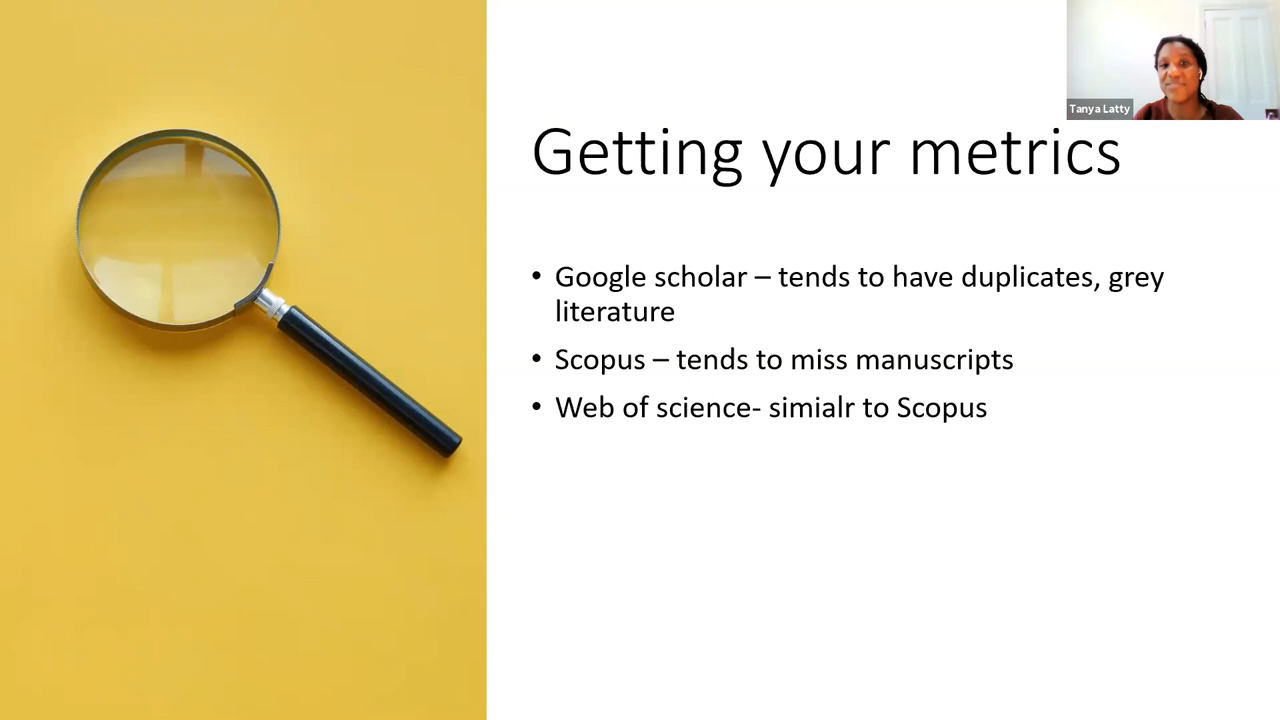 Tanya Latty
Getting your metrics
• Google scholar – tends to have duplicates, grey
literature
• Scopus – tends to miss manuscripts
• Web of science- simialr to Scopus